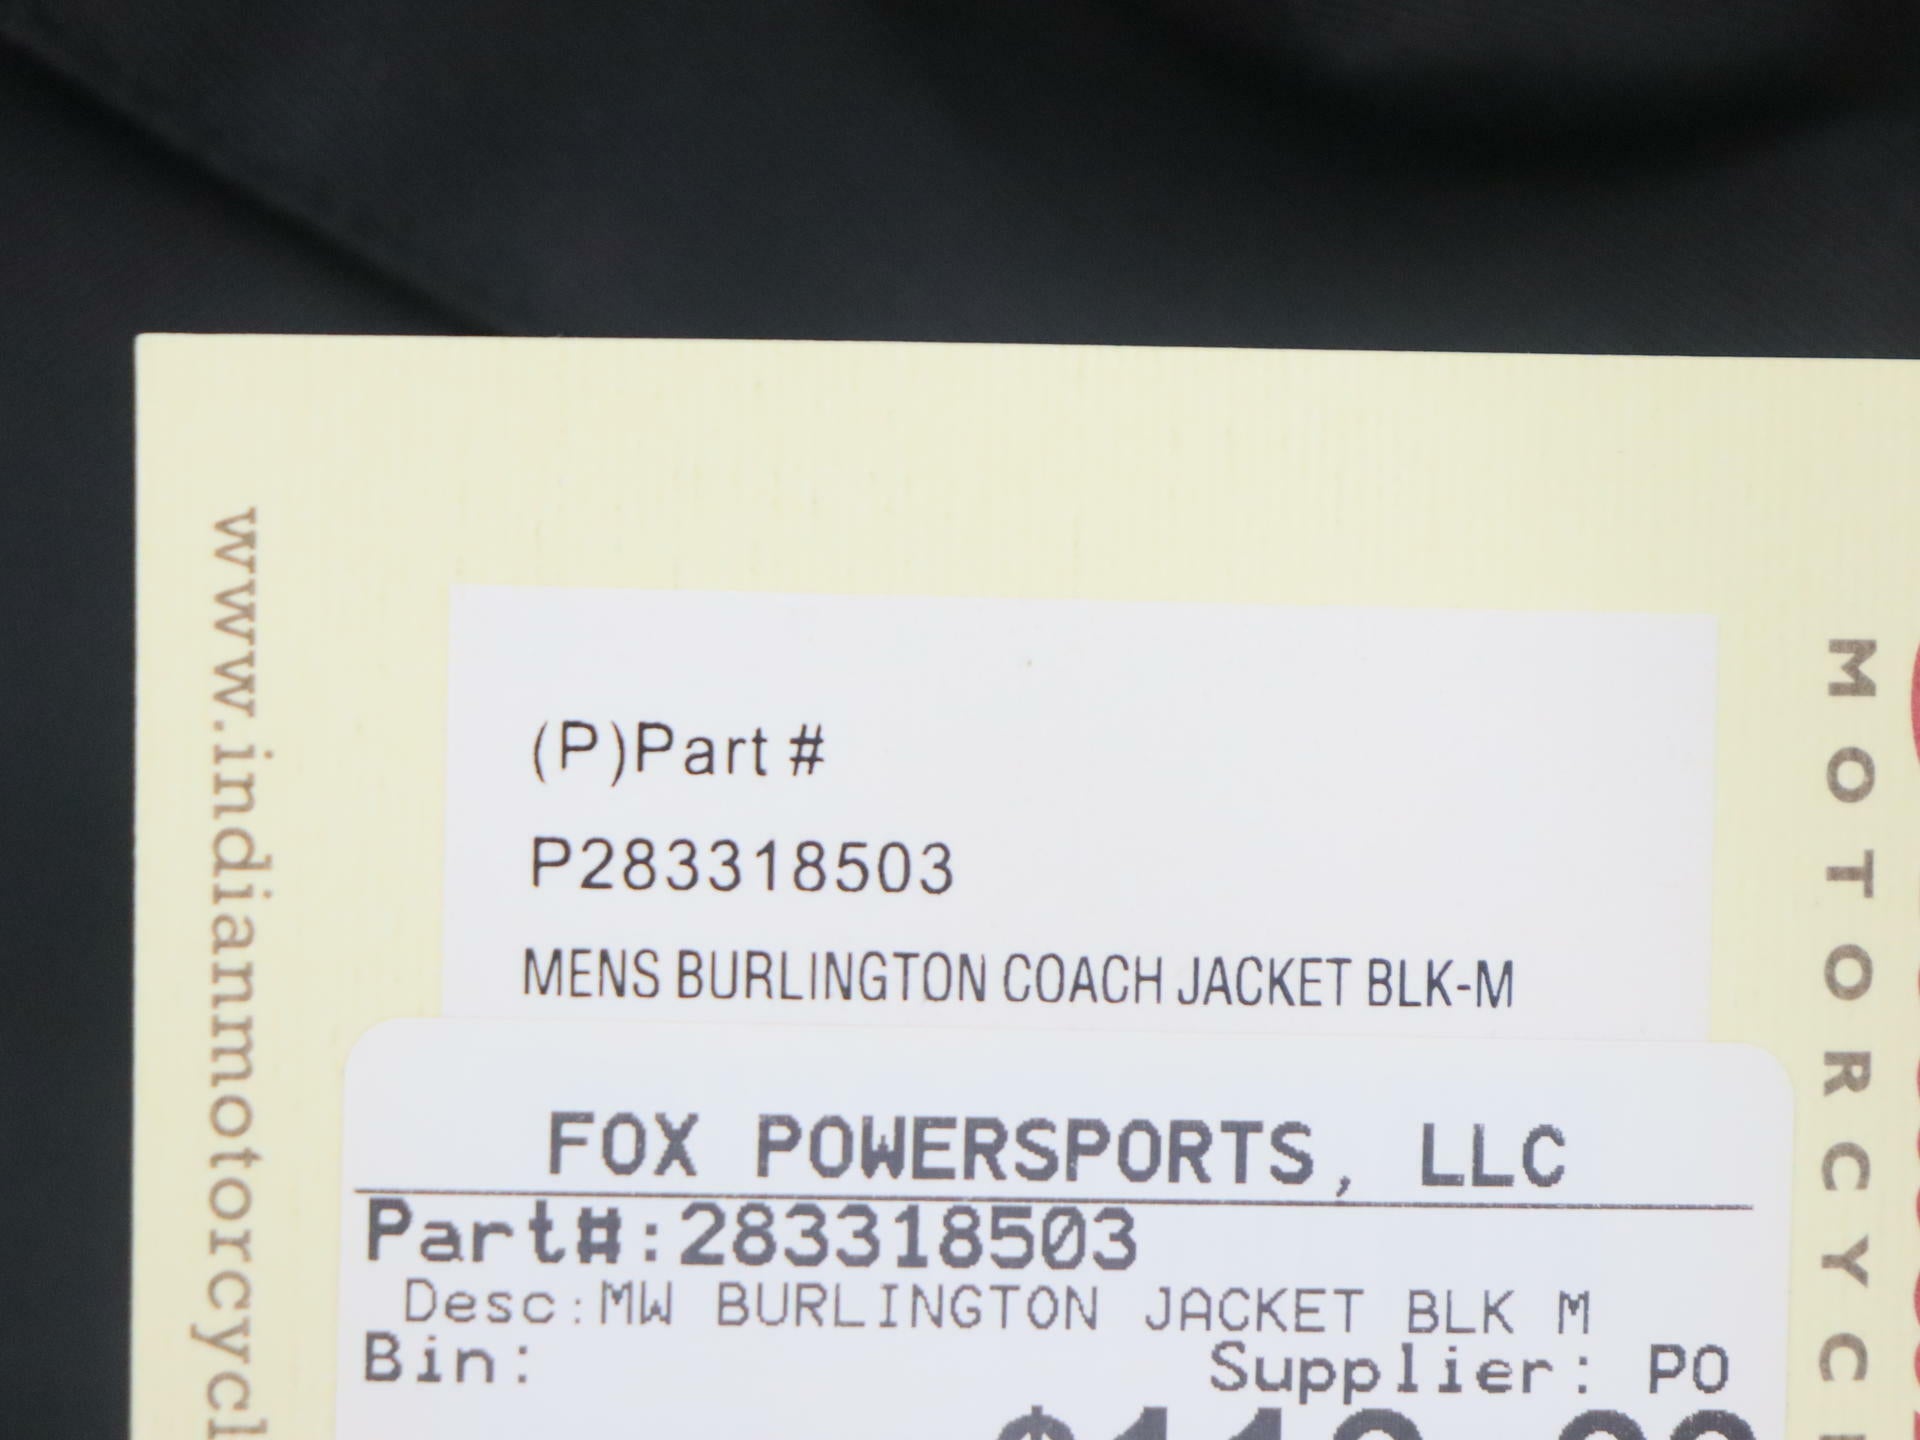 (P)Part #
P283318503
MENS BURLINGTON COACH JACKET BLK-M
FOX POWERSPORTS, LLC
Part#:283318503
Desc:MW BURLINGTON JACKET BLK M
Bin:
Supplier: PO
www.indianmotorcycl
MOTORCYC